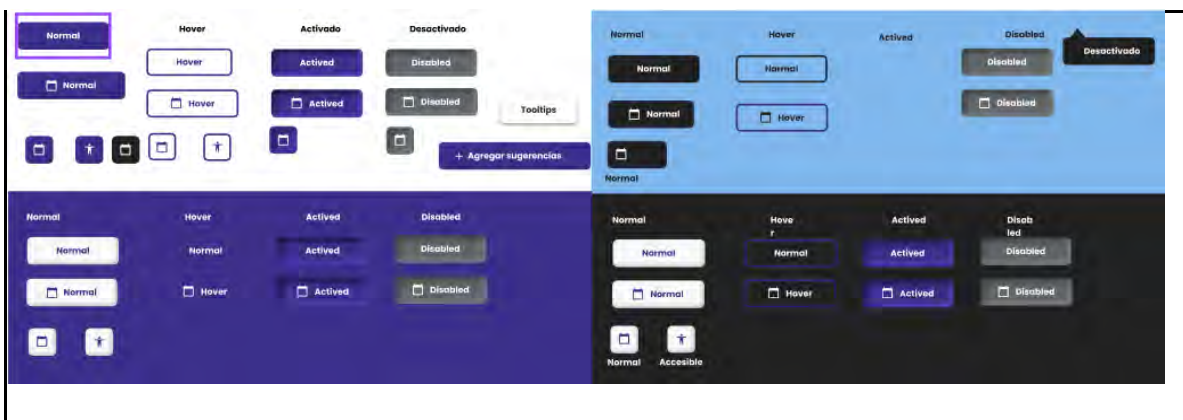 Normal Hover Activado Desactivado
Hover Actived Disabled
Normal
Hover Actived Disabled
Tooltips
+ Agregar sugerencias
Normal Hover Actived Disabled
Desactivado
Normal Normal Disabled
Normal Hover Disabled
Normal
Normal Hover Actived Disabled
Normal Normal Actived Disabled
Normal Hover Actived Disabled
Normal Hove Actived Disab
r led
Normal Normal Actived Disabled
Normal Hover Actived Disabled
Normal Accesible